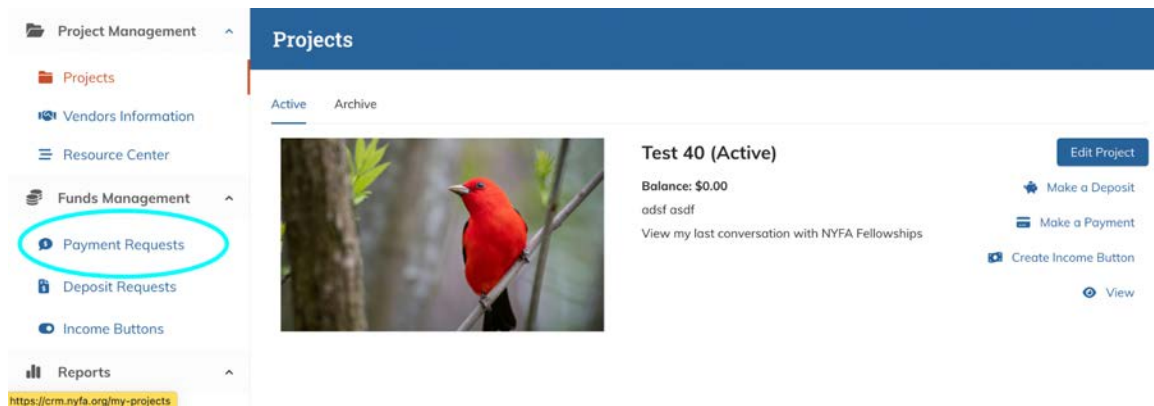 Project Management
Projects
Vendors Information
Resource Center
Funds Management
Payment Requests
Deposit Requests
Income Buttons
Reports
https://crm.nyfa.org/my-projects
Projects
Active Archive
Test 40 (Active)
Balance: $0.00
adsf asdf
View my last conversation with NYFA Fellowships
Edit Project
Make a Deposit
Make a Payment
Create Income Button
View